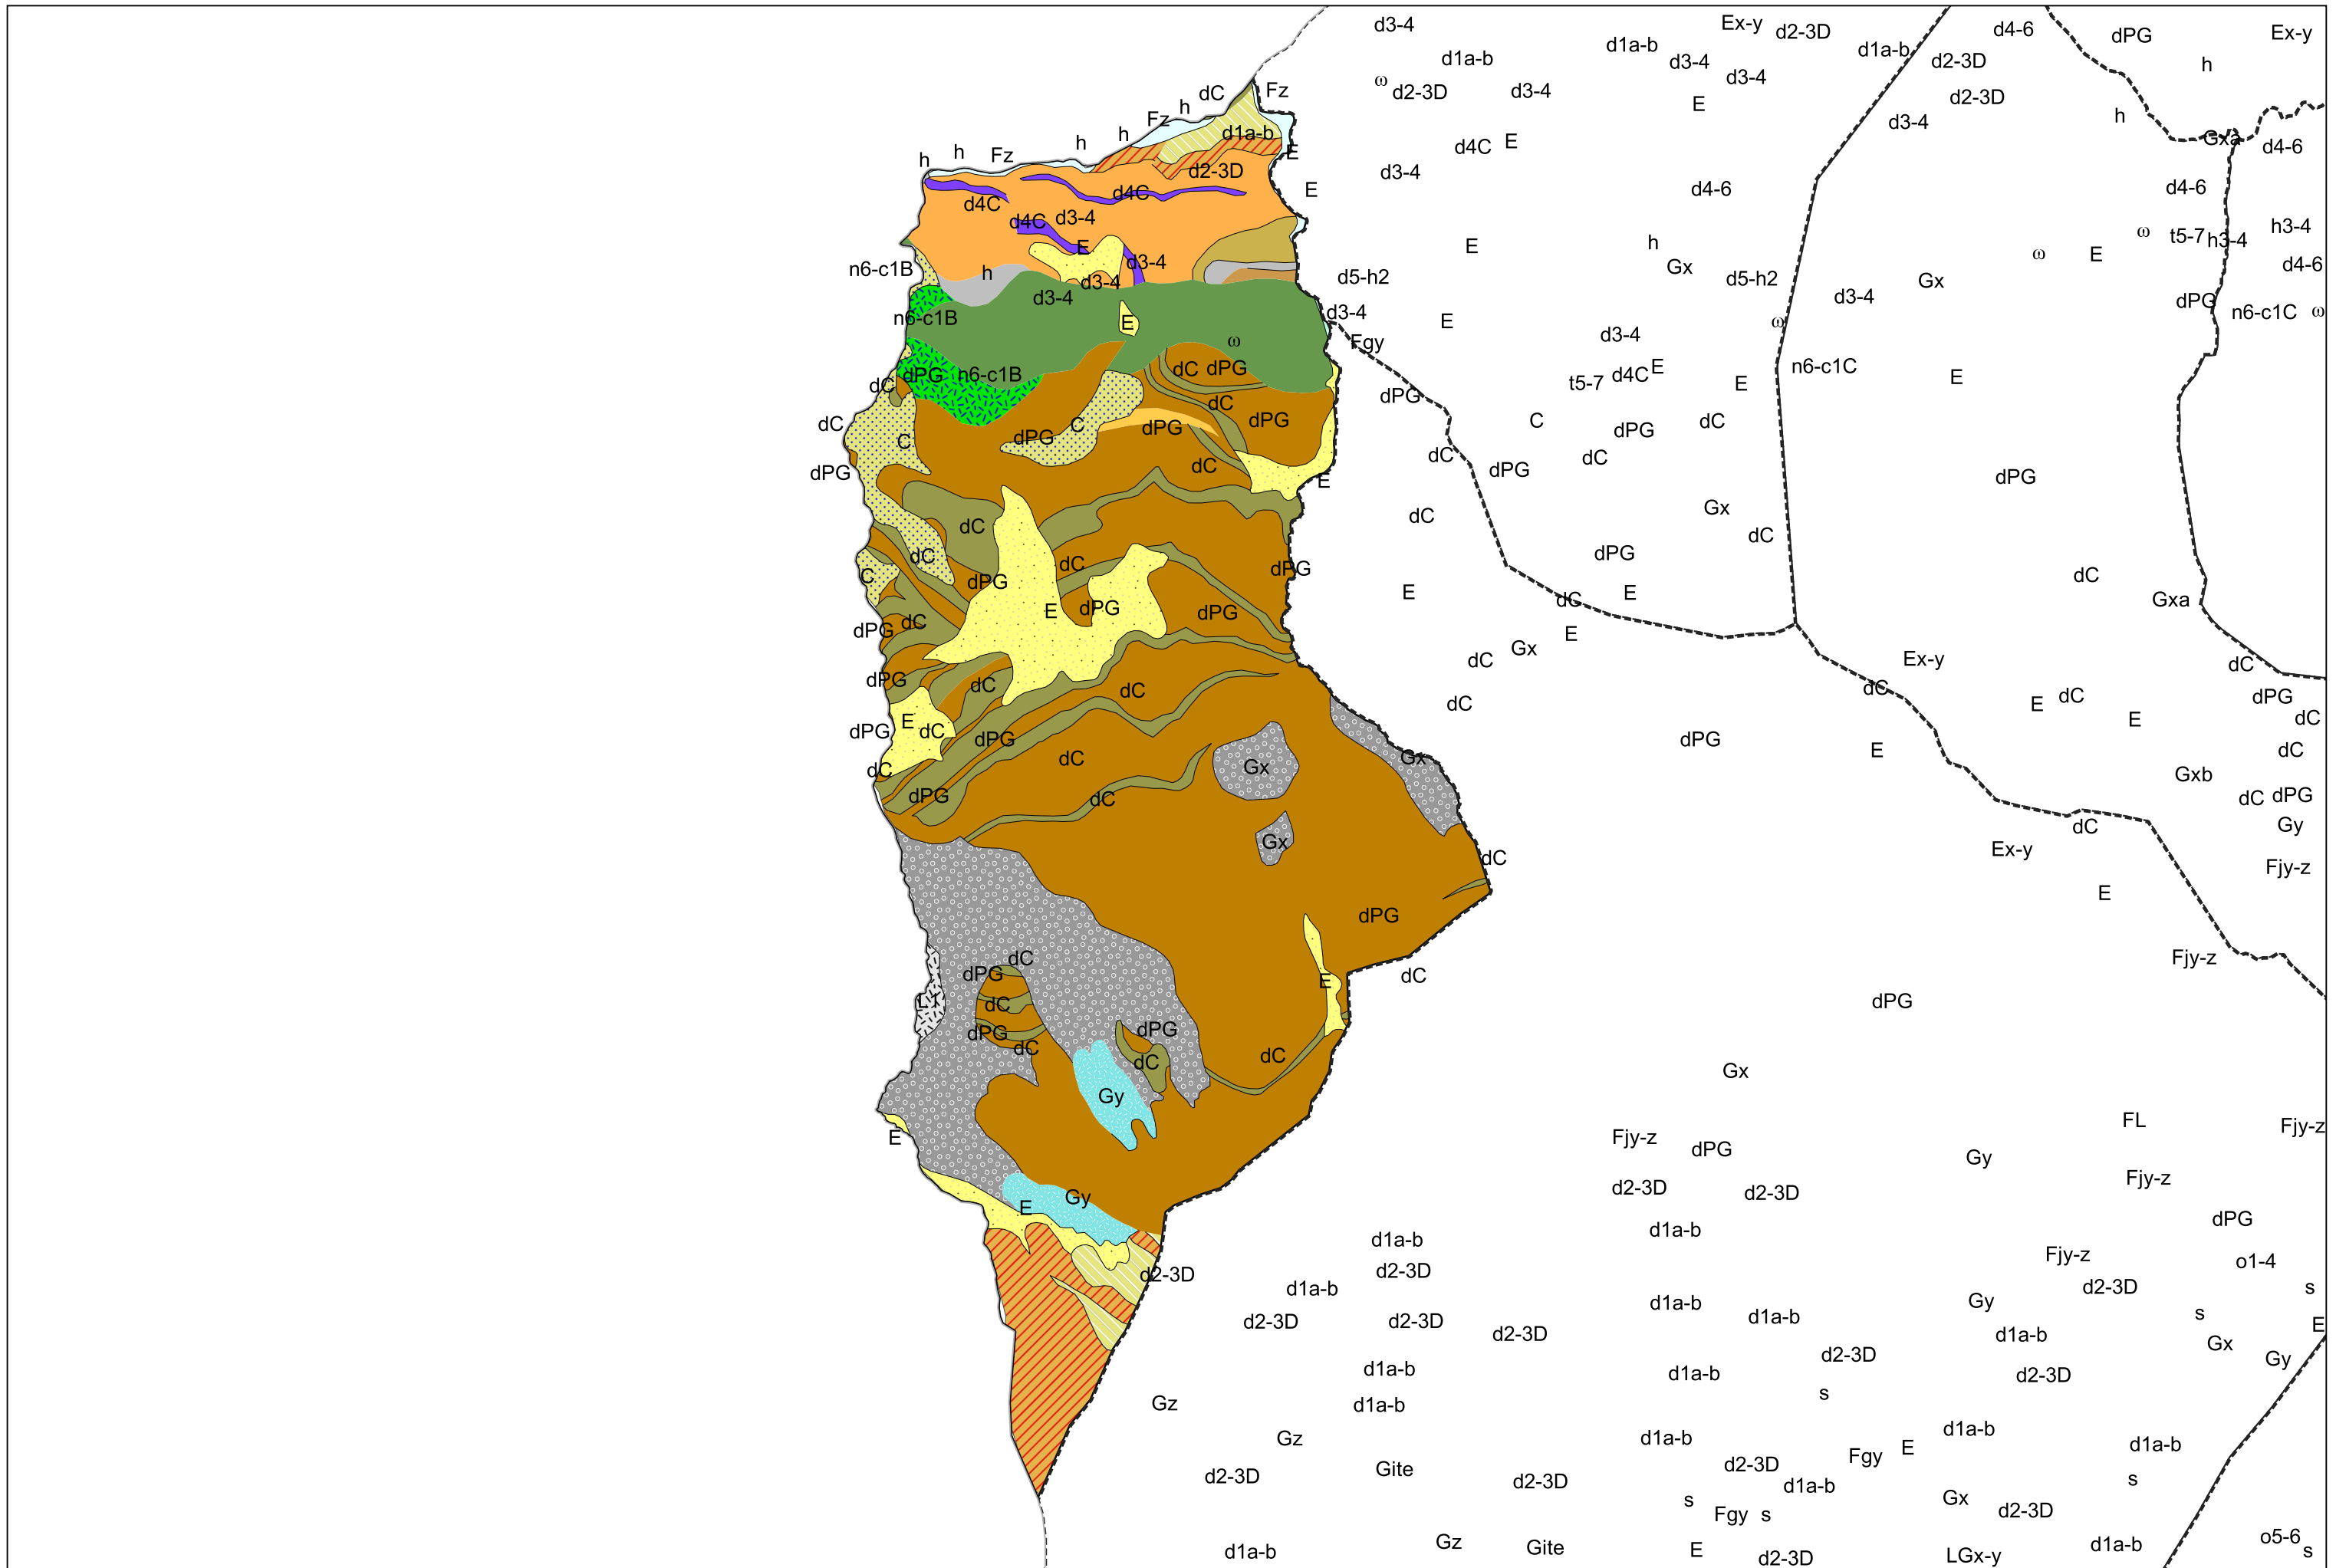 d3-4
Ex-y
d2-3D
d4-6
dPG
Ex-y
d1a-b
d1a-b
d1a-b
d3-4
d2-3D
h
d3-4
ω
d2-3D
d3-4
E
d2-3D
dC
Fz
h
Fz
h
d3-4
h
h
d1a-b
E
Gxa
d4-6
d4C
E
h
h
Fz
d2-3D
d3-4
E
d4-6
d4-6
d4C
d4C
d4C
d3-4
E
E
h
ω
E
ω
t5-7
h3-4
h3-4
n6-c1B
h
d3-4
d3-4
d5-h2
Gx
d5-h2
Gx
d4-6
d3-4
d3-4
dPG
n6-c1C
ω
n6-c1B
E
ω
d3-4
Fgy
E
d3-4
ω
dC
dPG
n6-c1B
dC
dPG
dPG
t5-7
d4C
E
E
n6-c1C
E
dC
C
dPG
C
dPG
dC
dPG
C
dPG
dC
dPG
dC
E
dC
dPG
dC
dPG
dC
dC
dC
Gx
dC
C
dPG
dC
dPG
dPG
dC
dPG
dC
E
dPG
dPG
E
dC
E
E
Gxa
dPG
dC
dC
dC
Gx
Ex-y
dC
dC
E
dC
dPG
dC
dPG
E
dC
dPG
dC
Gx
Gx
dPG
E
E
dC
dC
dPG
dC
Gx
dC
Gxb
dC
dPG
Gy
Ex-y
dC
Fjy-z
E
dPG
dC
dPG
E
dC
Fjy-z
L1
dC
dPG
dC
dPG
dC
dC
dPG
Gy
Gx
FL
Fjy-z
E
Fjy-z
dPG
Gy
Fjy-z
E
Gy
d2-3D
d2-3D
dPG
d1a-b
d1a-b
Fjy-z
o1-4
d2-3D
d2-3D
d1a-b
d2-3D
s
d2-3D
d2-3D
d2-3D
d1a-b
d1a-b
Gy
d1a-b
s
E
Gx
Gy
d1a-b
d1a-b
d2-3D
d2-3D
Gz
d1a-b
s
Gz
d1a-b
d1a-b
d1a-b
d2-3D
Gite
d2-3D
d2-3D
Fgy
E
d1a-b
s
s
Fgy
s
Gx
d2-3D
d1a-b
Gz
Gite
E
d2-3D
LGx-y
d1a-b
o5-6
s